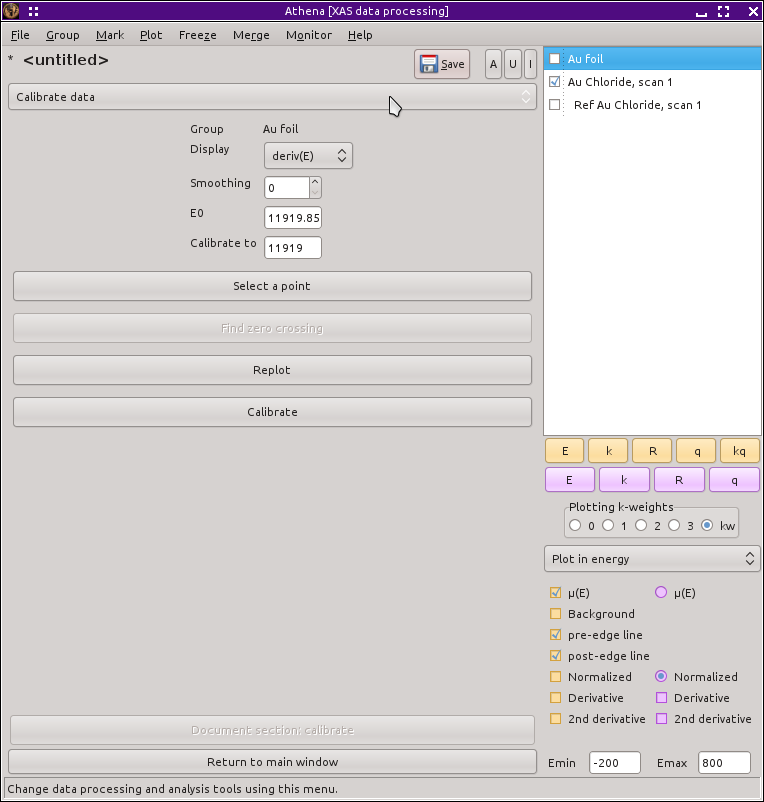 Athena [XAS data processing]
File Group Mark Plot Freeze Merge Monitor Help
* <untitled>
Save
A U I
Calibrate data
Group Au foil
Display deriv(E)
Smoothing 0
E0 11919.85
Calibrate to 11919
Select a point
Find zero crossing
Replot
Calibrate
Document section: calibrate
Return to main window
Au foil
Au Chloride, scan 1
Ref Au Chloride, scan 1
E k R q kq
E k R q
Plotting k-weights
0 1 2 3 kw
Plot in energy
μ(E) μ(E)
Background
pre-edge line
post-edge line
Normalized Normalized
Derivative Derivative
2nd derivative 2nd derivative
Emin -200 Emax 800
Change data processing and analysis tools using this menu.